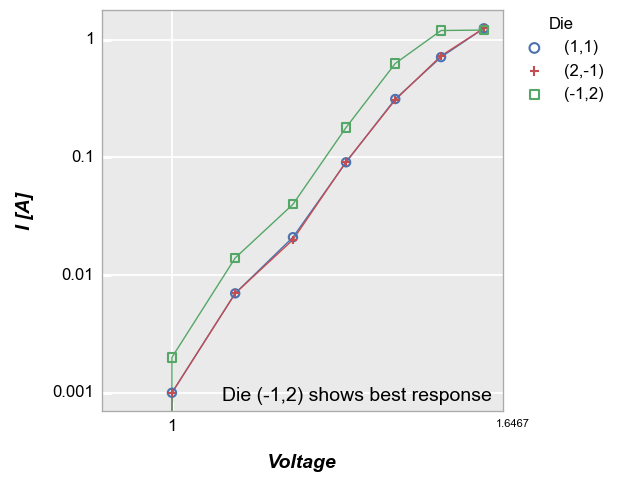 Die
(1,1)
(2,-1)
(-1,2)
1
0.1
0.01
0.001
I [A]
Die (-1,2) shows best response
1
1.6467
Voltage